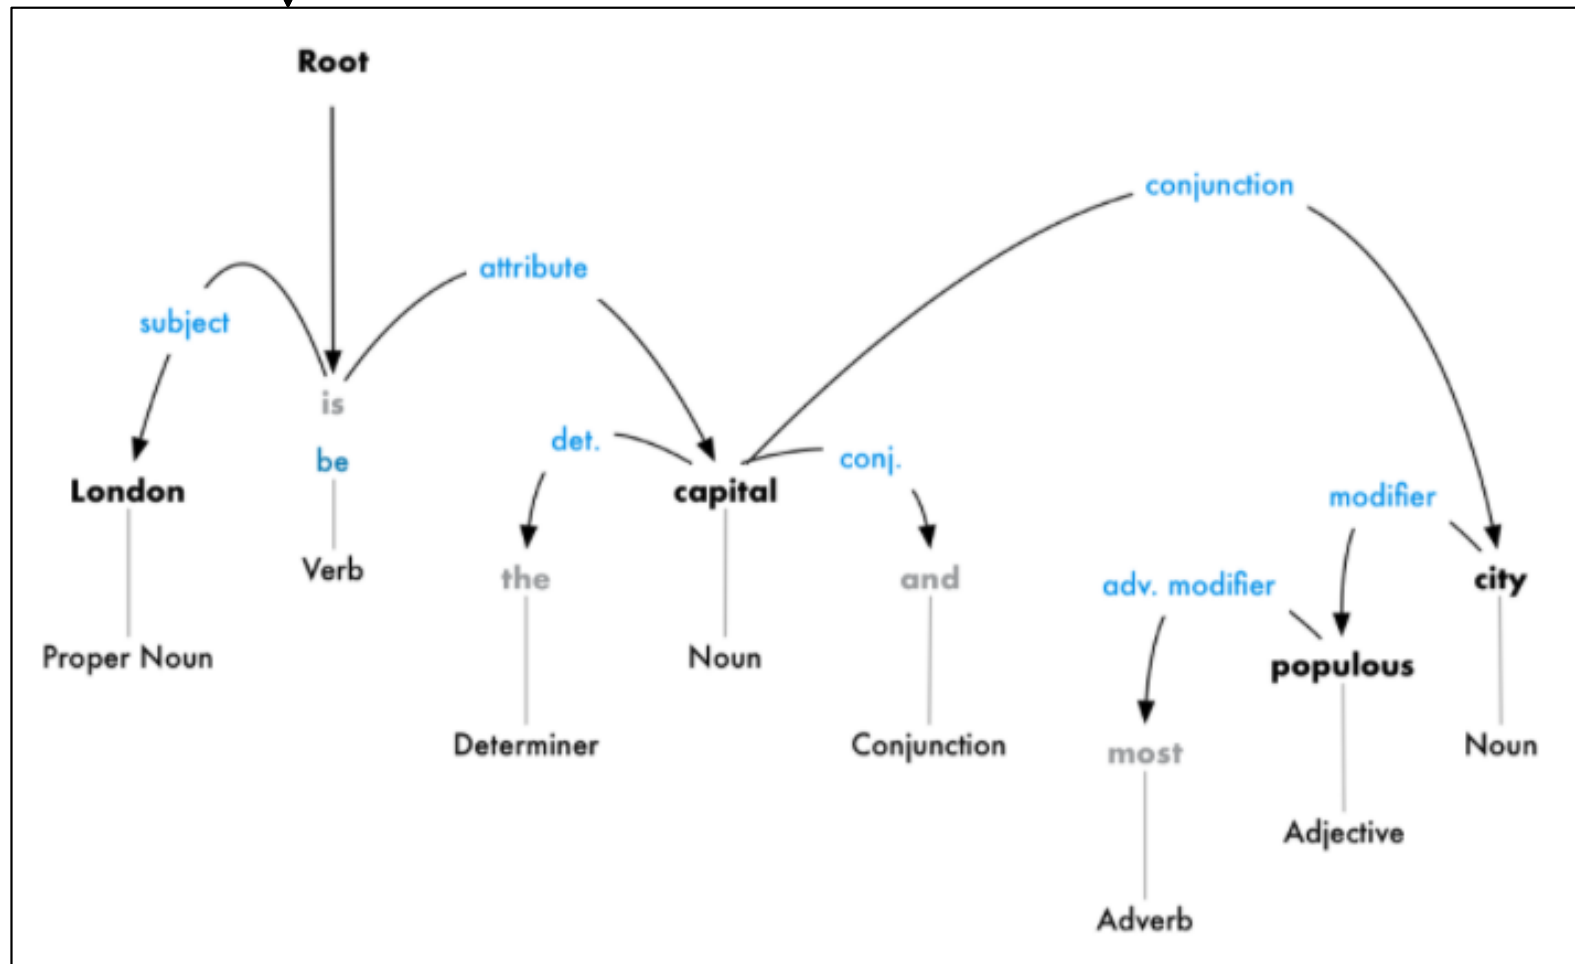 Root
conjunction
attribute
subject
is
det.
conj.
be
London
capital
modifier
the
and
adv. modifier
city
Verb
Proper Noun
Noun
populous
Determiner
Conjunction
most
Noun
Adjective
Adverb